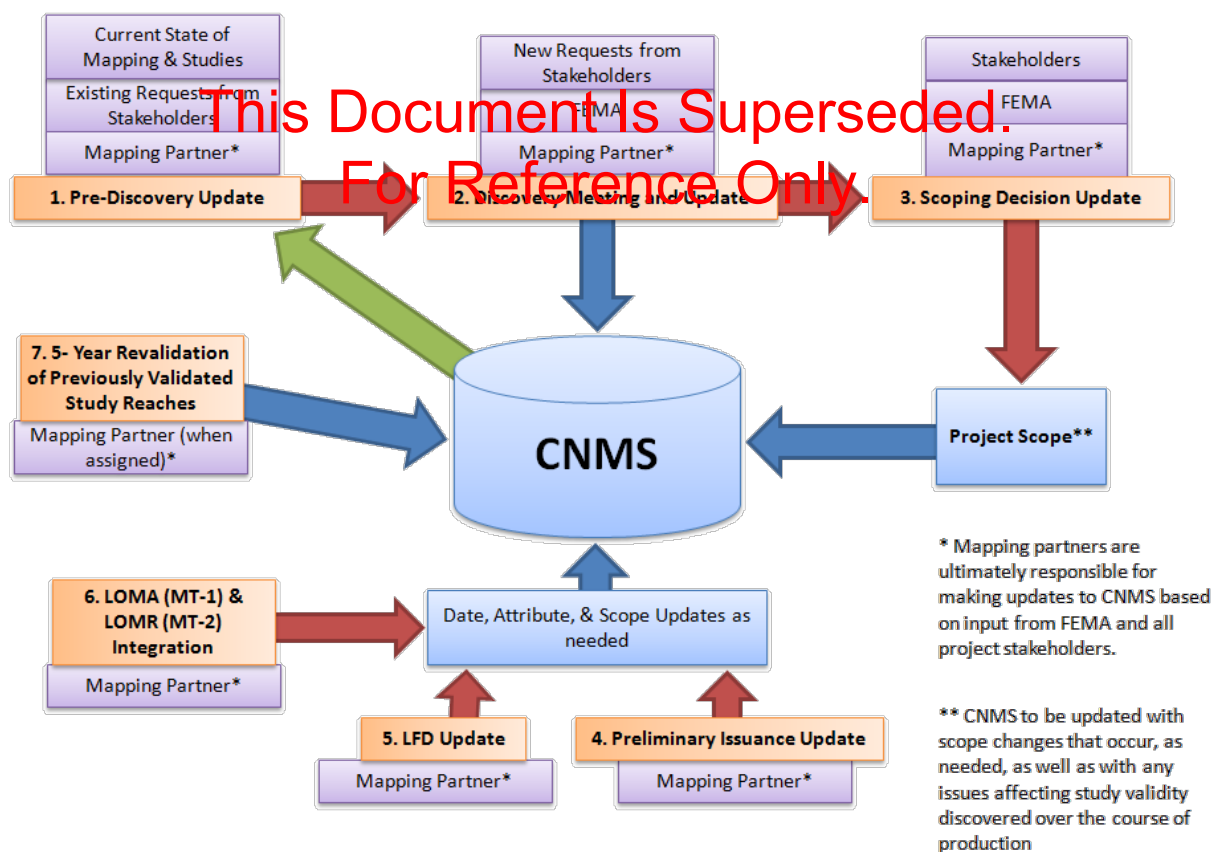 Current State of
Mapping & Studies
Existing Requests from
Stakeholders
Mapping Partner*
1. Pre-Discovery Update
New Requests from
Stakeholders
FEMA
Mapping Partner*
2. Discovery Meeting and Update
Stakeholders
FEMA
Mapping Partner*
3. Scoping Decision Update
This Document Is Superseded.
For Reference Only.
7. 5- Year Revalidation
of Previously Validated
Study Reaches
Mapping Partner (when
assigned)*
CNMS
Project Scope**
6. LOMA (MT-1) &
LOMR (MT-2)
Integration
Mapping Partner*
Date, Attribute, & Scope Updates as
needed
5. LFD Update
Mapping Partner*
4. Preliminary Issuance Update
Mapping Partner*
* Mapping partners are
ultimately responsible for
making updates to CNMS based
on input from FEMA and all
project stakeholders.
** CNMS to be updated with
scope changes that occur, as
needed, as well as with any
issues affecting study validity
discovered over the course of
production